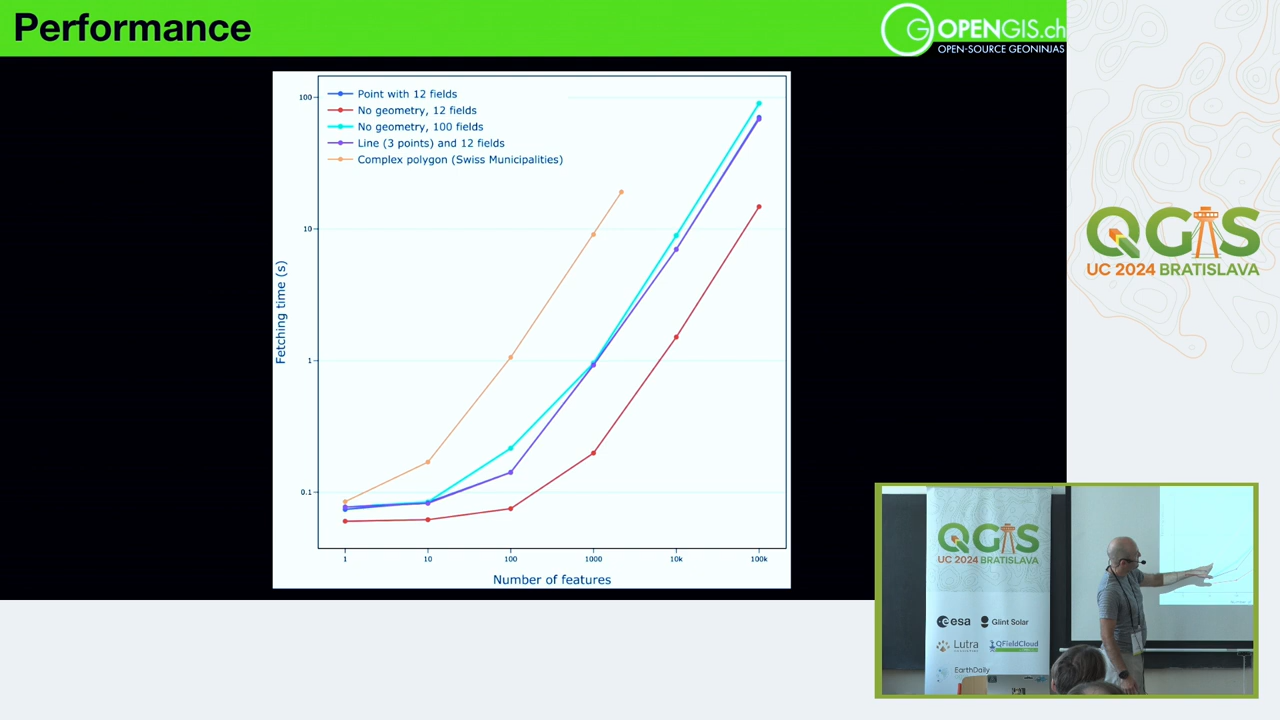 Performance
OPENGIS.ch
OPEN-SOURCE GEONINJAS
Point with 12 fields
No geometry, 12 fields
No geometry, 100 fields
Line (3 points) and 12 fields
Complex polygon (Swiss Municipalities)
100
10
1
0.1
Fetching time (s)
1
10
100
1000
10k
100k
Number of features
QGIS
UC 2024 BRATISLAVA
QGIS
UC 2024 BRATISLAVA
esa
Glint Solar
Lutra
QFieldCloud
EarthDaily